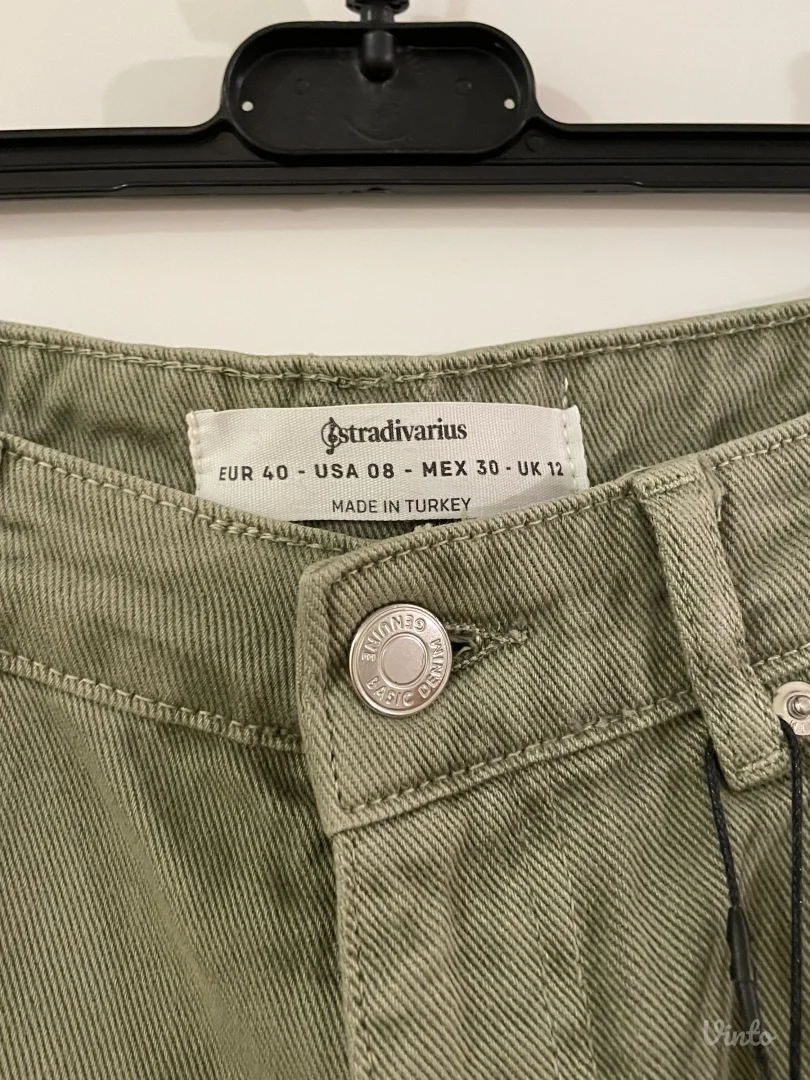 stradivarius
EUR 40 - USA 08 - MEX 30 - UK 12
MADE IN TURKEY
GENUINE
BASIC DENIM
Vinto